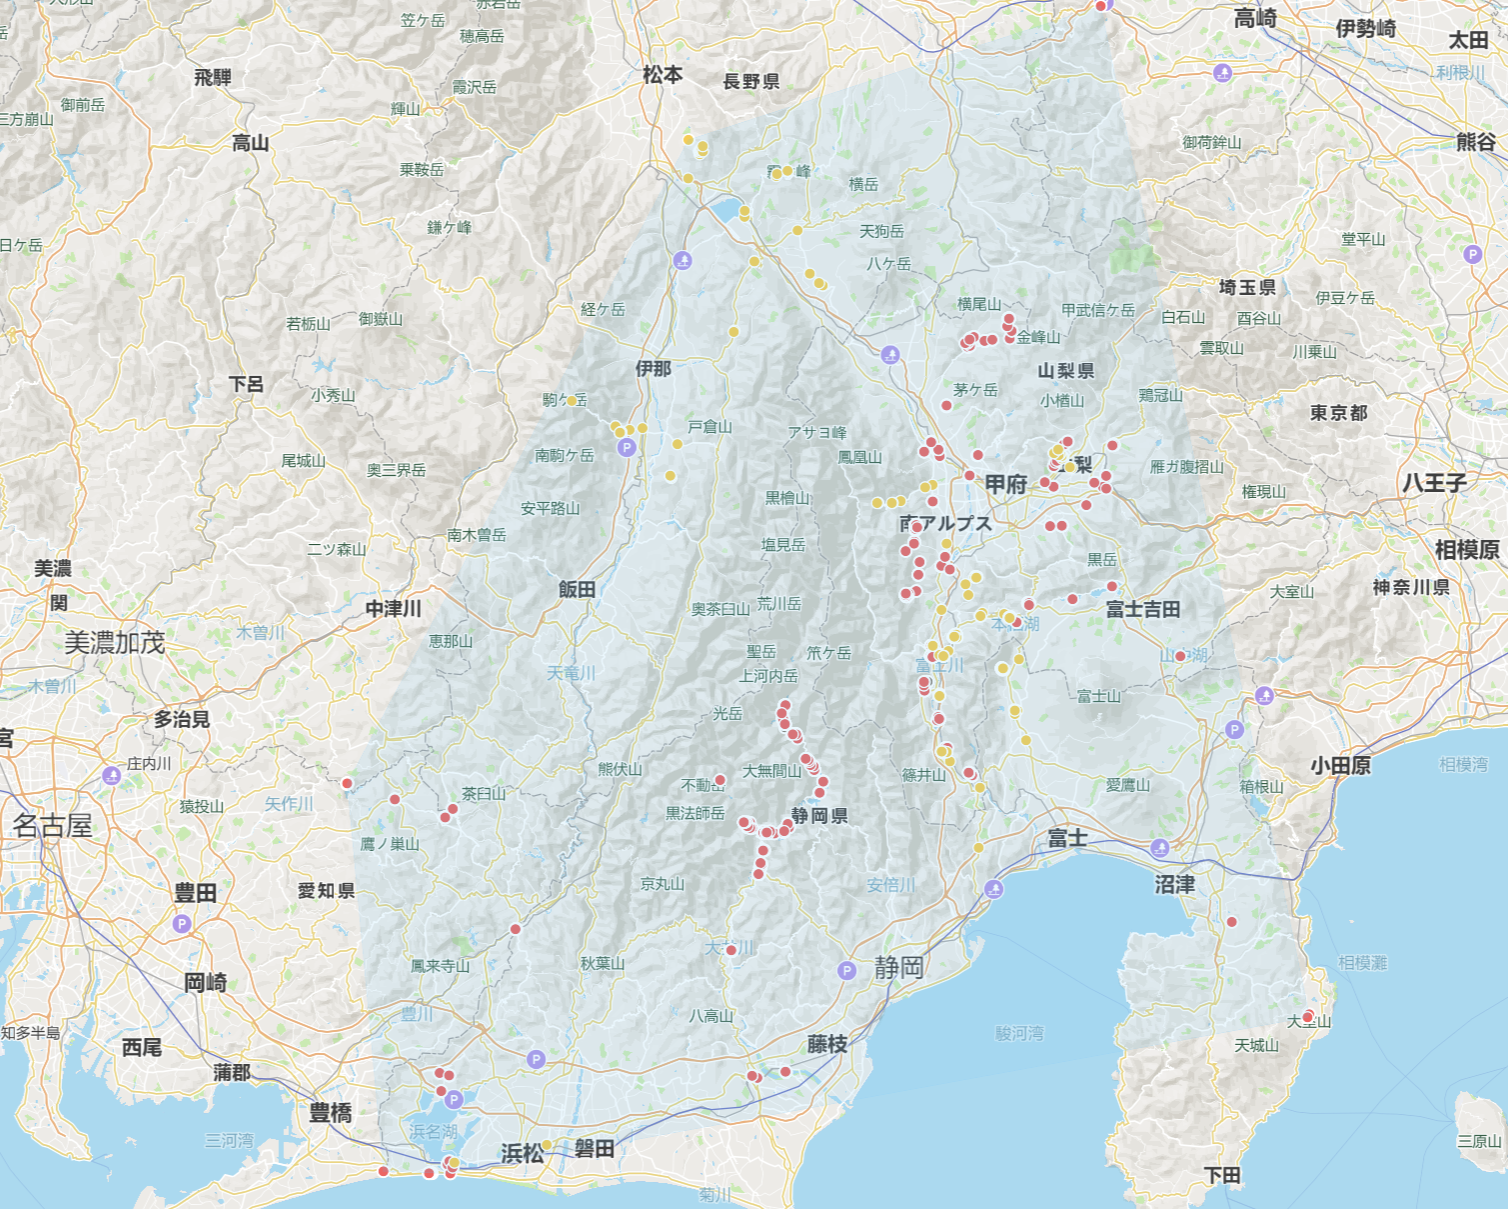 笠ケ岳
穂高岳
高崎
伊勢崎
太田
松本
長野県
飛騨
霞沢岳
利根川
御前岳
輝山
三方崩山
高山
御荷鉾山
熊谷
乗鞍岳
横岳
鎌ケ峰
天狗岳
堂平山
日ケ岳
八ケ岳
埼玉県
伊豆ケ岳
経ケ岳
横尾山
甲武信ケ岳
白石山
酉谷山
若栃山
御嶽山
金峰山
雲取山
川乗山
伊那
山梨県
下呂
小秀山
駒ケ岳
茅ケ岳
小楢山
鶏冠山
東京都
戸倉山
アサヨ峰
尾城山
奥三界岳
南駒ケ岳
鳳凰山
雁ガ腹摺山
甲府
八王子
権現山
黒檜山
安平路山
南アルプス
南木曽岳
二ツ森山
塩見岳
相模原
黒岳
美濃
飯田
大室山
神奈川県
関
中津川
奥茶臼山
荒川岳
富士吉田
本栖湖
美濃加茂
木曽川
恵那山
聖岳
笊ケ岳
山中湖
天竜川
富士川
上河内岳
木曽川
富士山
多治見
光岳
宮
庄内川
熊伏山
大無間山
篠井山
小田原
相模湾
不動岳
愛鷹山
箱根山
猿投山
矢作川
茶臼山
黒法師岳
静岡県
名古屋
鷹ノ巣山
富士
豊田
愛知県
京丸山
安倍川
沼津
岡崎
鳳来寺山
秋葉山
大井川
静岡
相模灘
豊川
八高山
大室山
知多半島
駿河湾
西尾
藤枝
天城山
蒲郡
豊橋
浜名湖
三河湾
浜松
磐田
三原山
下田
菊川